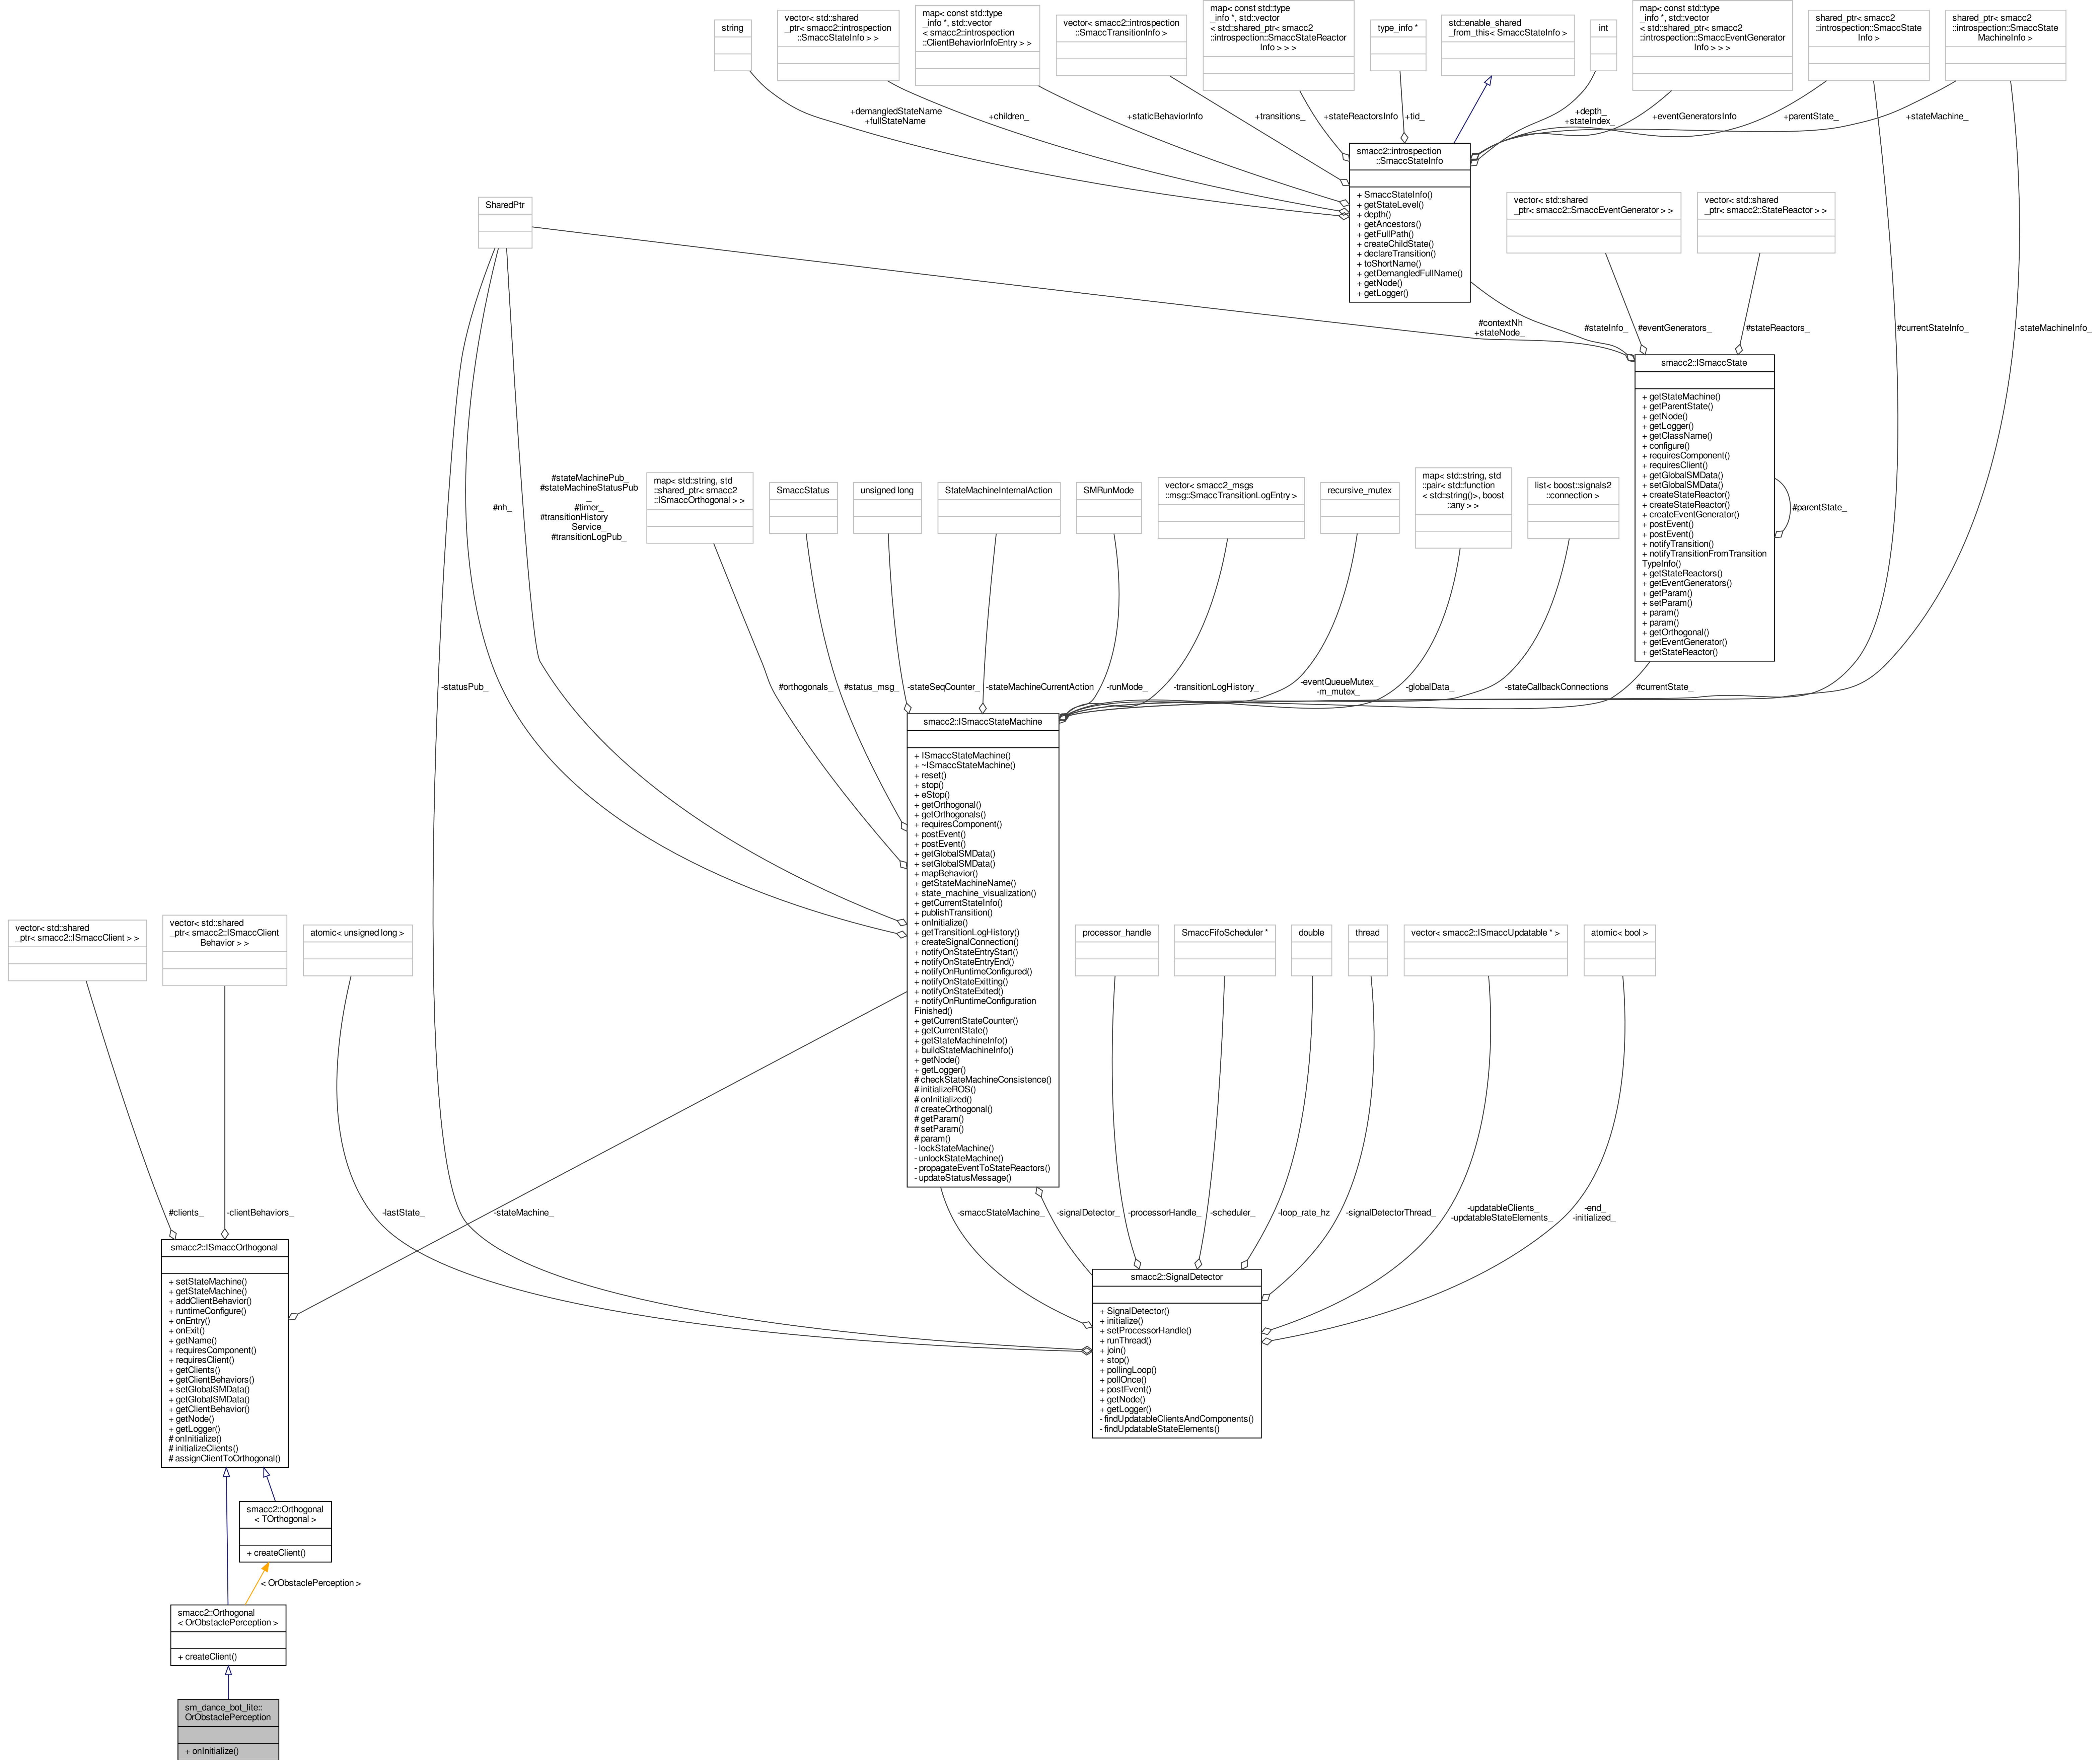 string
vector< std::shared
_ptr< smacc2::introspection
::SmaccStateInfo > >
map< const std::type
_info *, std::vector
< smacc2::introspection
::ClientBehaviorInfoEntry > >
vector< smacc2::introspection
::SmaccTransitionInfo >
map< const std::type
_info *, std::vector
< std::shared_ptr< smacc2
::introspection::SmaccStateReactor
Info > > >
type_info *
std::enable_shared
_from_this< SmaccStateInfo >
int
map< const std::type
_info *, std::vector
< std::shared_ptr< smacc2
::introspection::SmaccEventGenerator
Info > > >
shared_ptr< smacc2
::introspection::SmaccState
Info >
shared_ptr< smacc2
::introspection::SmaccState
MachineInfo >
+demangledStateName
+fullStateName
+children_
+staticBehaviorInfo
+transitions_
+stateReactorsInfo
+tid_
+depth_
+stateIndex_
+eventGeneratorsInfo
+parentState_
+stateMachine_
smacc2::introspection
::SmaccStateInfo
+ SmaccStateInfo()
+ getStateLevel()
+ depth()
+ getAncestors()
+ getFullPath()
+ createChildState()
+ declareTransition()
+ toShortName()
+ getDemangledFullName()
+ getNode()
+ getLogger()
SharedPtr
vector< std::shared
_ptr< smacc2::SmaccEventGenerator > >
vector< std::shared
_ptr< smacc2::StateReactor > >
#contextNh
+stateNode_
#stateInfo_
#eventGenerators_
#stateReactors_
#currentStateInfo_
-stateMachineInfo_
smacc2::ISmaccState
+ getStateMachine()
+ getParentState()
+ getNode()
+ getLogger()
+ getClassName()
+ configure()
+ requiresComponent()
+ requiresClient()
+ getGlobalSMData()
+ setGlobalSMData()
+ createStateReactor()
+ createStateReactor()
+ createEventGenerator()
+ postEvent()
+ postEvent()
+ notifyTransition()
+ notifyTransitionFromTransition
TypeInfo()
+ getStateReactors()
+ getEventGenerators()
+ getParam()
+ setParam()
+ param()
+ param()
+ getOrthogonal()
+ getEventGenerator()
+ getStateReactor()
#parentState_
#nh_
#stateMachinePub_
#stateMachineStatusPub
_
#timer_
#transitionHistory
Service_
#transitionLogPub_
map< std::string, std
::shared_ptr< smacc2
::ISmaccOrthogonal > >
SmaccStatus
unsigned long
StateMachineInternalAction
SMRunMode
vector< smacc2_msgs
::msg::SmaccTransitionLogEntry >
recursive_mutex
map< std::string, std
::pair< std::function
< std::string()>, boost
::any > >
list< boost::signals2
::connection >
-statusPub_
#orthogonals_
#status_msg_
-stateSeqCounter_
-stateMachineCurrentAction
-runMode_
-transitionLogHistory_
-eventQueueMutex_
-m_mutex_
-globalData_
-stateCallbackConnections
#currentState_
smacc2::ISmaccStateMachine
+ ISmaccStateMachine()
+ ~ISmaccStateMachine()
+ reset()
+ stop()
+ eStop()
+ getOrthogonal()
+ getOrthogonals()
+ requiresComponent()
+ postEvent()
+ postEvent()
+ getGlobalSMData()
+ setGlobalSMData()
+ mapBehavior()
+ getStateMachineName()
+ state_machine_visualization()
+ getCurrentStateInfo()
+ publishTransition()
+ onInitialize()
+ getTransitionLogHistory()
+ createSignalConnection()
+ notifyOnStateEntryStart()
+ notifyOnStateEntryEnd()
+ notifyOnRuntimeConfigured()
+ notifyOnStateExitting()
+ notifyOnStateExited()
+ notifyOnRuntimeConfiguration
Finished()
+ getCurrentStateCounter()
+ getCurrentState()
+ getStateMachineInfo()
+ buildStateMachineInfo()
+ getNode()
+ getLogger()
# checkStateMachineConsistence()
# initializeROS()
# onInitialized()
# createOrthogonal()
# getParam()
# setParam()
# param()
- lockStateMachine()
- unlockStateMachine()
- propagateEventToStateReactors()
- updateStatusMessage()
vector< std::shared
_ptr< smacc2::ISmaccClient > >
vector< std::shared
_ptr< smacc2::ISmaccClient
Behavior > >
atomic< unsigned long >
processor_handle
SmaccFifoScheduler *
double
thread
vector< smacc2::ISmaccUpdatable * >
atomic< bool >
#clients_
-clientBehaviors_
-lastState_
-stateMachine_
-smaccStateMachine_
-signalDetector_
-processorHandle_
-scheduler_
-loop_rate_hz
-signalDetectorThread_
-updatableClients_
-updatableStateElements_
-end_
-initialized_
smacc2::ISmaccOrthogonal
+ setStateMachine()
+ getStateMachine()
+ addClientBehavior()
+ runtimeConfigure()
+ onEntry()
+ onExit()
+ getName()
+ requiresComponent()
+ requiresClient()
+ getClients()
+ getClientBehaviors()
+ setGlobalSMData()
+ getGlobalSMData()
+ getClientBehavior()
+ getNode()
+ getLogger()
# onInitialize()
# initializeClients()
# assignClientToOrthogonal()
smacc2::SignalDetector
+ SignalDetector()
+ initialize()
+ setProcessorHandle()
+ runThread()
+ join()
+ stop()
+ pollingLoop()
+ pollOnce()
+ postEvent()
+ getNode()
+ getLogger()
- findUpdatableClientsAndComponents()
- findUpdatableStateElements()
smacc2::Orthogonal
< TOrthogonal >
+ createClient()
< OrObstaclePerception >
smacc2::Orthogonal
< OrObstaclePerception >
+ createClient()
sm_dance_bot_lite::
OrObstaclePerception
+ onInitialize()